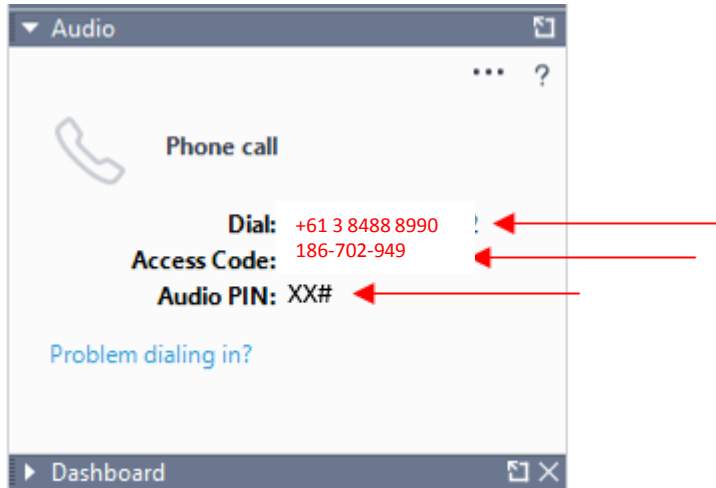 Audio
... ?
Phone call
Dial: +61 3 8488 8990
Access Code: 186-702-949
Audio PIN: XX#
Problem dialing in?
Dashboard